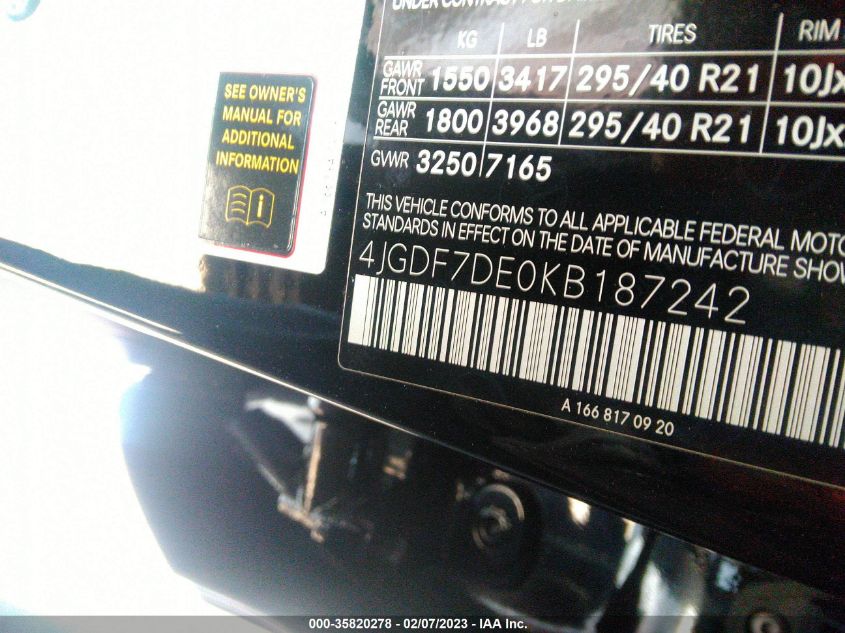 KG LB TIRES RIM
GAWR FRONT 1550 3417 295/40 R21 10Jx
GAWR REAR 1800 3968 295/40 R21 10Jx
GVWR 3250 7165
THIS VEHICLE CONFORMS TO ALL APPLICABLE FEDERAL MOTO
STANDARDS IN EFFECT ON THE DATE OF MANUFACTURE SHOW
4JGDF7DE0KB187242
A 166 817 09 20
SEE OWNER'S
MANUAL FOR
ADDITIONAL
INFORMATION
000-35820278 - 02/07/2023 - IAA Inc.